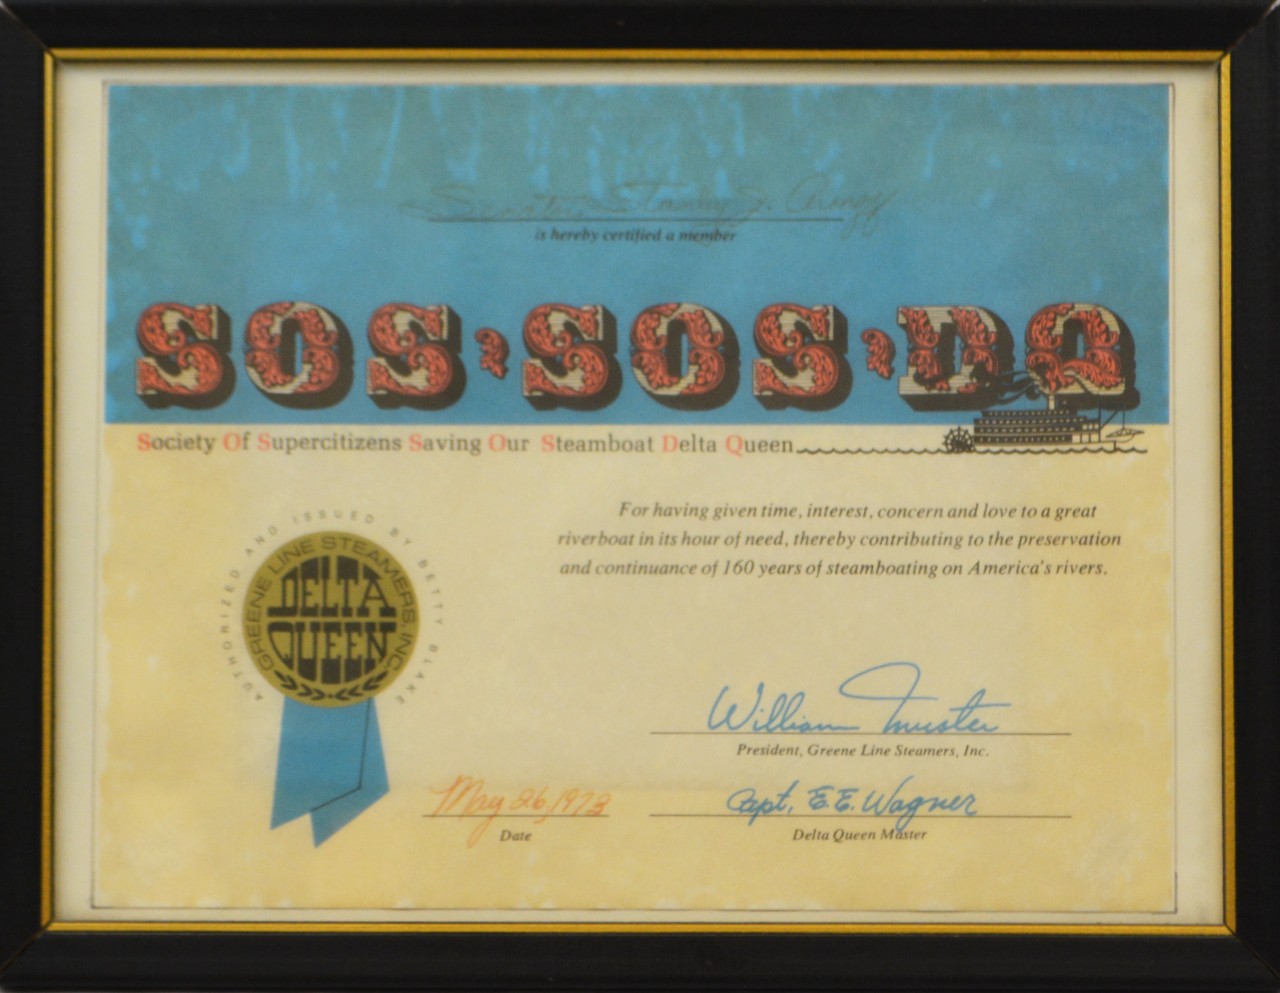 Senator Stanley J.
is hereby certified a member
SOS·SOS·DQ
Society Of Supercitizens Saving Our Steamboat Delta Queen
For having given time, interest, concern and love to a great
riverboat in its hour of need, thereby contributing to the preservation
and continuance of 160 years of steamboating on America's rivers.
AUTHORIZED AND ISSUED BY BETTY BLAKE
GREENE LINE STEAMERS, INC.
DELTA
QUEEN
William Muster
President, Greene Line Steamers, Inc.
May 26, 1973
Date
Capt. E.E. Wagner
Delta Queen Master